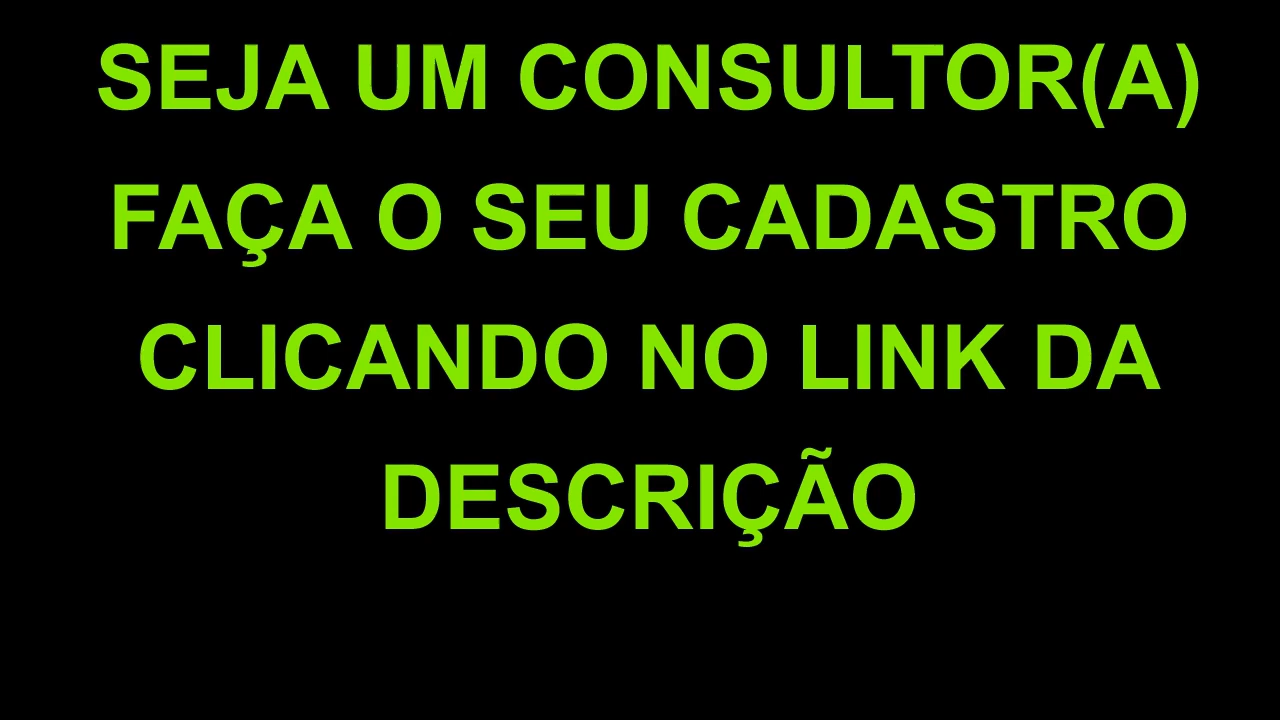 SEJA UM CONSULTOR(A)
FAÇA O SEU CADASTRO
CLICANDO NO LINK DA
DESCRIÇÃO